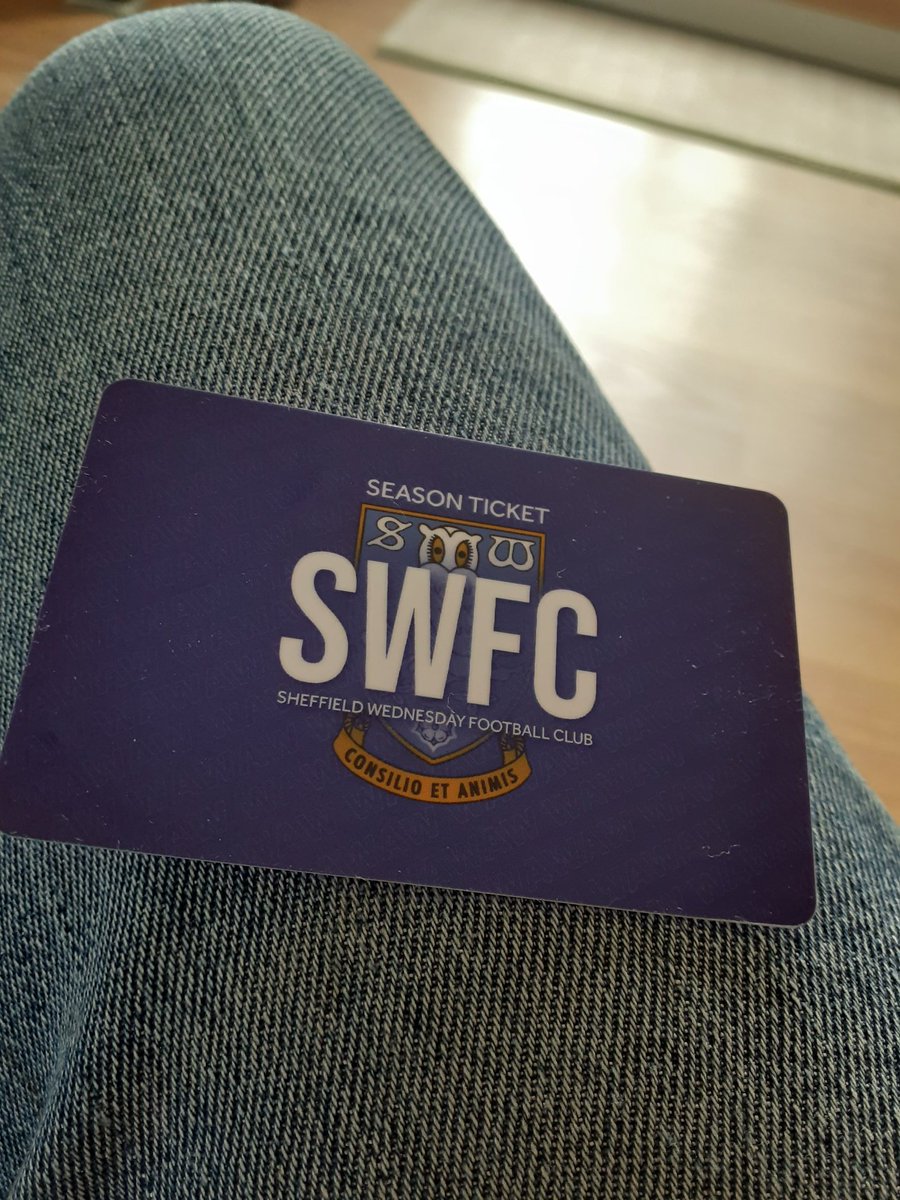 SEASON TICKET
S W
SWFC
SHEFFIELD WEDNESDAY FOOTBALL CLUB
CONSILIO ET ANIMIS